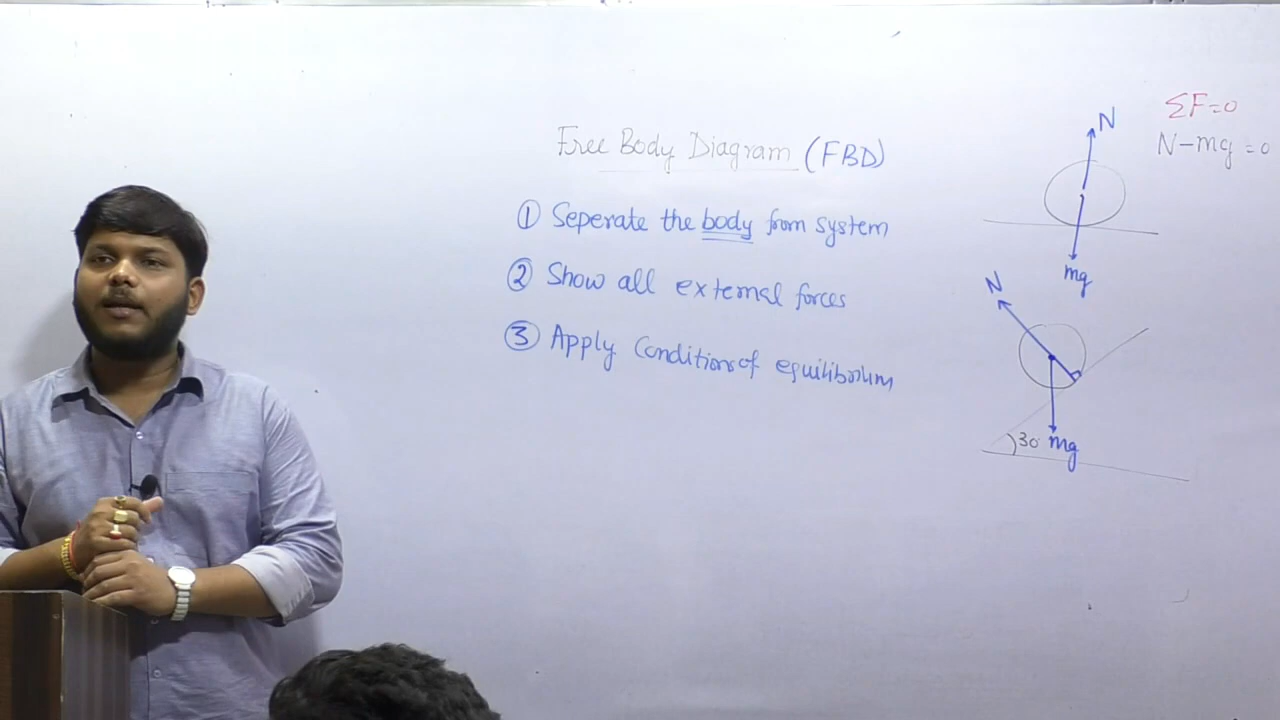 Free Body Diagram (FBD)
① Seperate the body from system
② Show all external forces
③ Apply Conditions of equilibrium
N
mg
ΣF=0
N-mg=0
N
30
mg